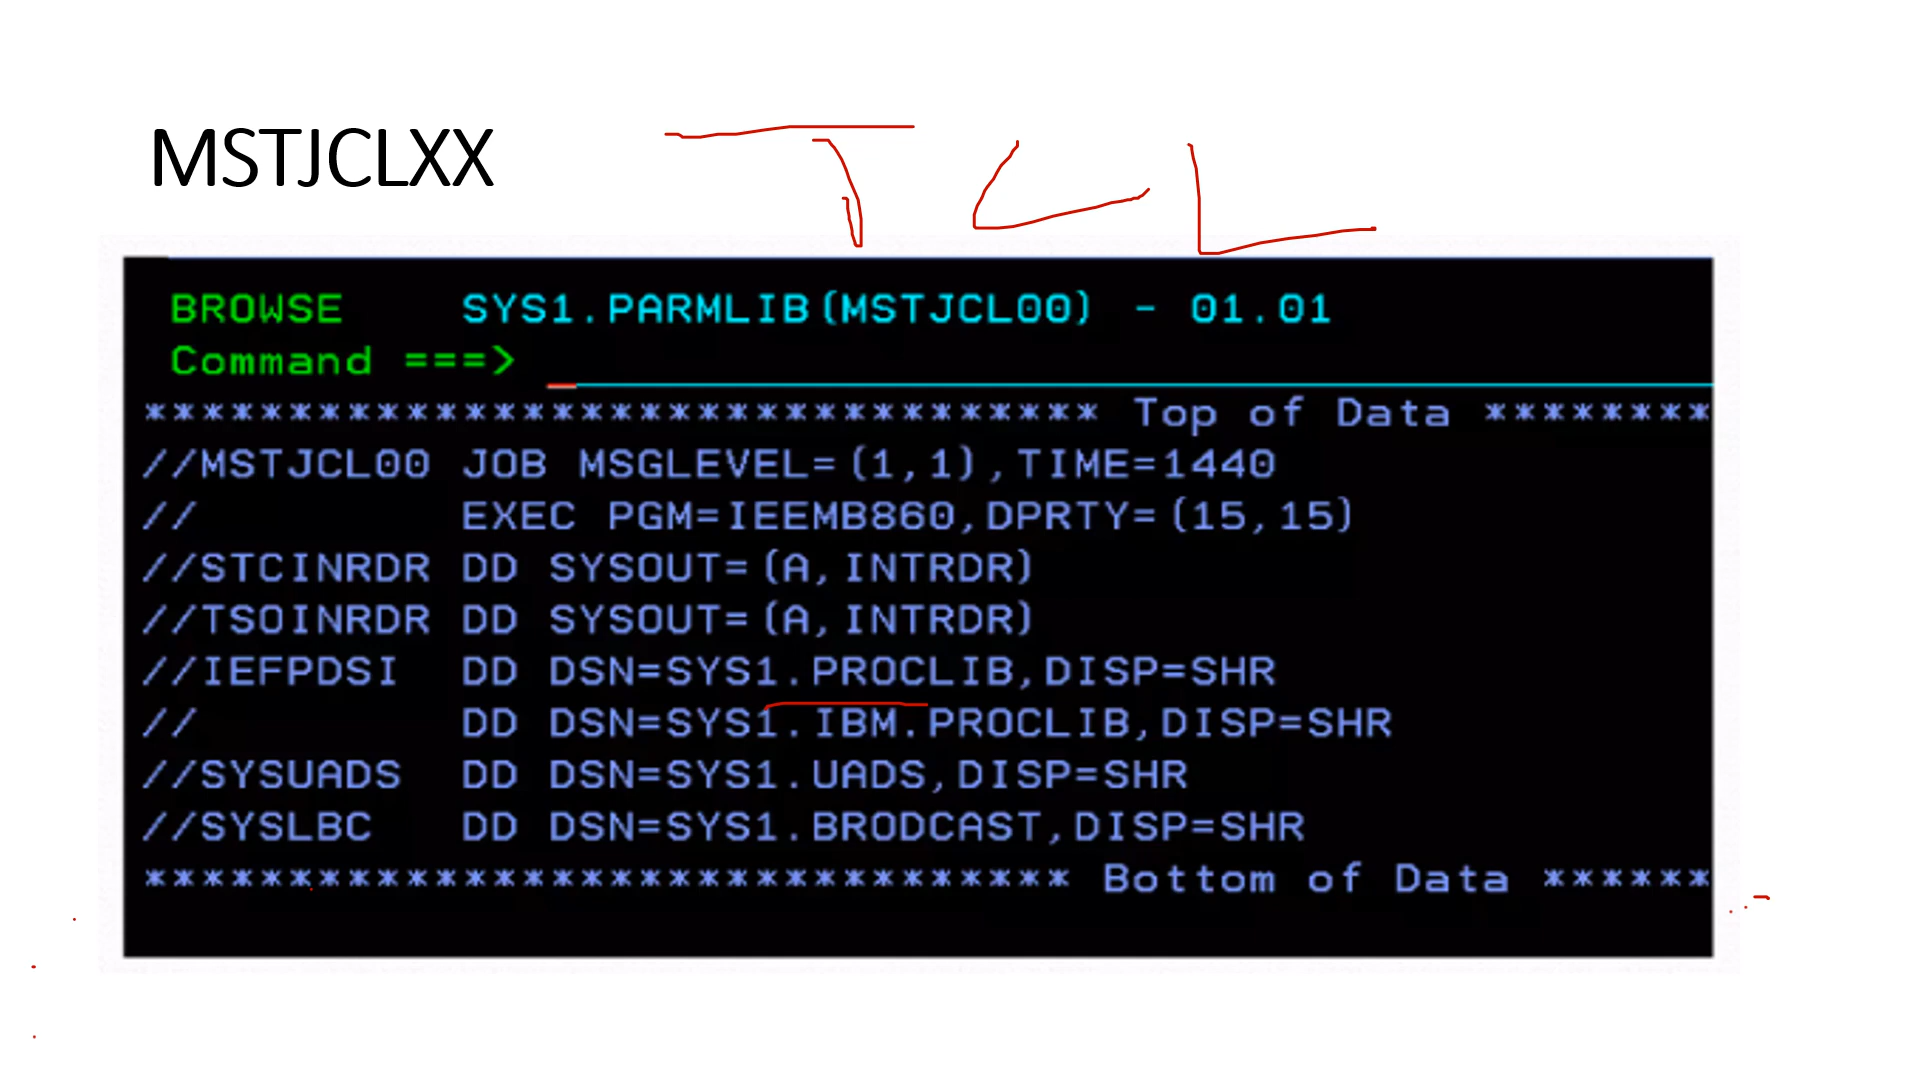 MSTJCLXX
JCL
BROWSE SYS1.PARMLIB(MSTJCL00) - 01.01
Command ===>
******************************** Top of Data ********
//MSTJCL00 JOB MSGLEVEL=(1,1),TIME=1440
// EXEC PGM=IEEMB860,DPRTY=(15,15)
//STCINRDR DD SYSOUT=(A,INTRDR)
//TSOINRDR DD SYSOUT=(A,INTRDR)
//IEFPDSI DD DSN=SYS1.PROCLIB,DISP=SHR
// DD DSN=SYS1.IBM.PROCLIB,DISP=SHR
//SYSUADS DD DSN=SYS1.UADS,DISP=SHR
//SYSLBC DD DSN=SYS1.BRODCAST,DISP=SHR
******************************** Bottom of Data ******